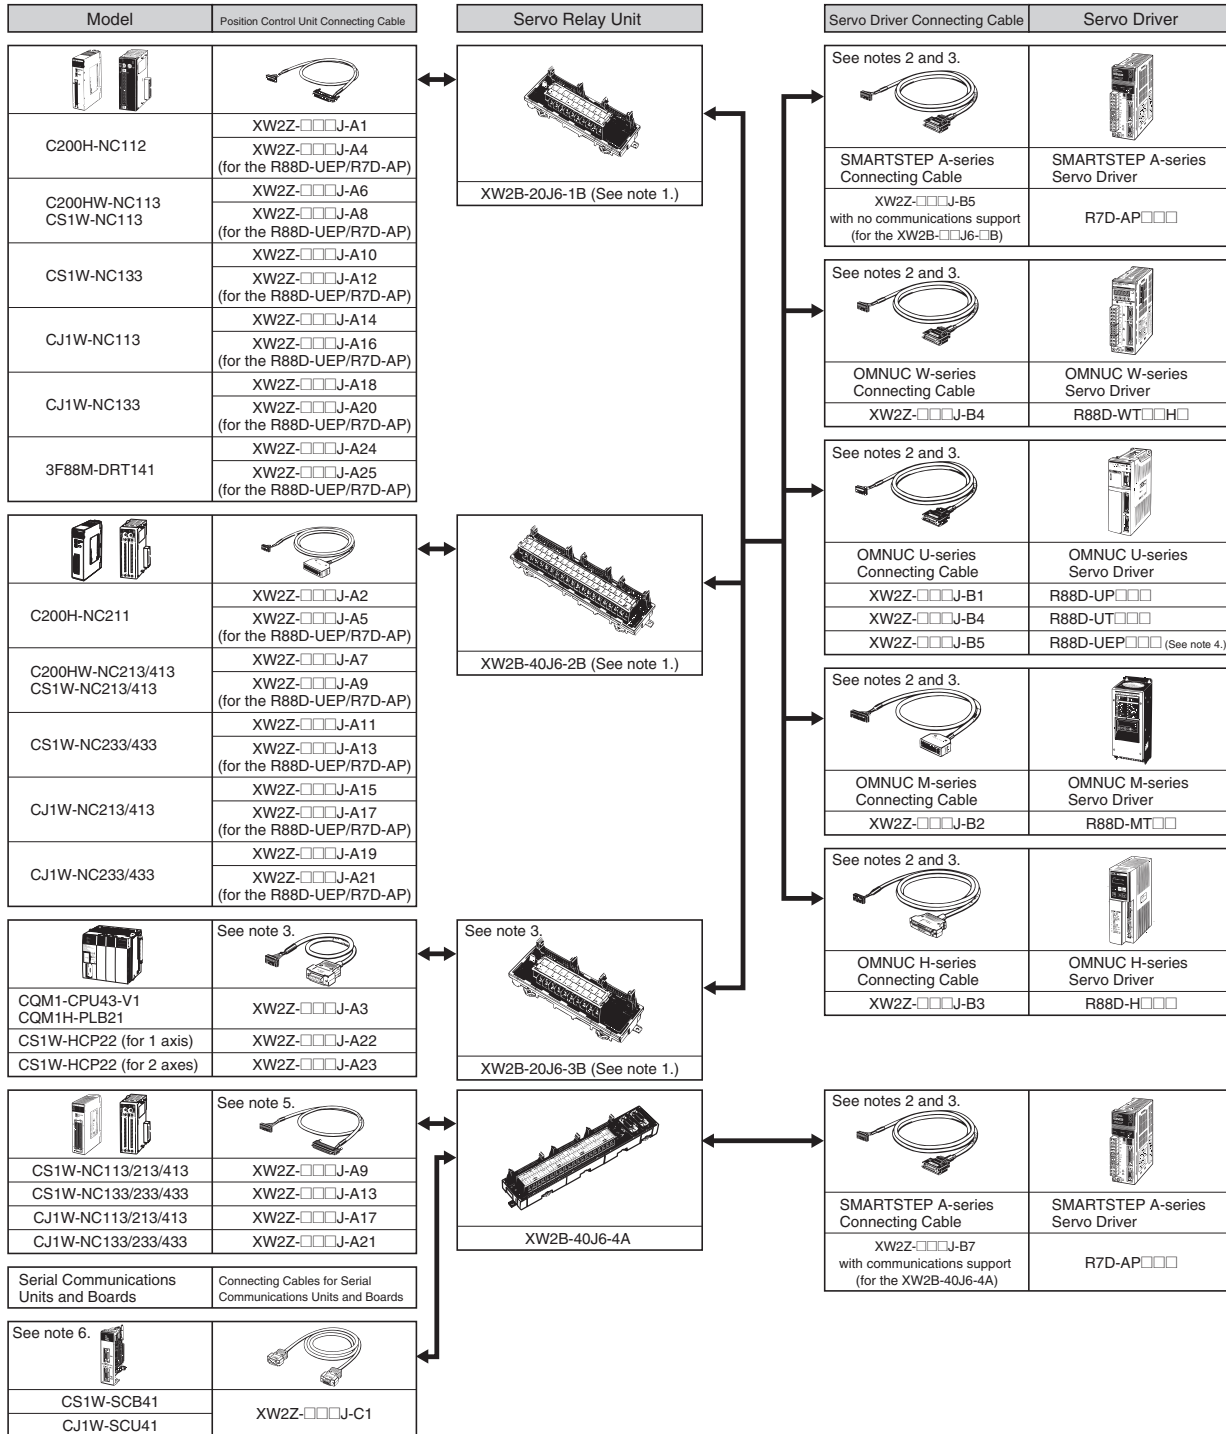 Model
Position Control Unit Connecting Cable
Servo Relay Unit
Servo Driver Connecting Cable
Servo Driver
C200H-NC112
XW2Z-□□□J-A1
XW2Z-□□□J-A4
(for the R88D-UEP/R7D-AP)
C200HW-NC113
CS1W-NC113
XW2Z-□□□J-A6
XW2Z-□□□J-A8
(for the R88D-UEP/R7D-AP)
CS1W-NC133
XW2Z-□□□J-A10
XW2Z-□□□J-A12
(for the R88D-UEP/R7D-AP)
CJ1W-NC113
XW2Z-□□□J-A14
XW2Z-□□□J-A16
(for the R88D-UEP/R7D-AP)
CJ1W-NC133
XW2Z-□□□J-A18
XW2Z-□□□J-A20
(for the R88D-UEP/R7D-AP)
3F88M-DRT141
XW2Z-□□□J-A24
XW2Z-□□□J-A25
(for the R88D-UEP/R7D-AP)
XW2B-20J6-1B (See note 1.)
C200H-NC211
XW2Z-□□□J-A2
XW2Z-□□□J-A5
(for the R88D-UEP/R7D-AP)
C200HW-NC213/413
CS1W-NC213/413
XW2Z-□□□J-A7
XW2Z-□□□J-A9
(for the R88D-UEP/R7D-AP)
CS1W-NC233/433
XW2Z-□□□J-A11
XW2Z-□□□J-A13
(for the R88D-UEP/R7D-AP)
CJ1W-NC213/413
XW2Z-□□□J-A15
XW2Z-□□□J-A17
(for the R88D-UEP/R7D-AP)
CJ1W-NC233/433
XW2Z-□□□J-A19
XW2Z-□□□J-A21
(for the R88D-UEP/R7D-AP)
XW2B-40J6-2B (See note 1.)
See note 3.
CQM1-CPU43-V1
CQM1H-PLB21
XW2Z-□□□J-A3
CS1W-HCP22 (for 1 axis)
XW2Z-□□□J-A22
CS1W-HCP22 (for 2 axes)
XW2Z-□□□J-A23
See note 3.
XW2B-20J6-3B (See note 1.)
See note 5.
CS1W-NC113/213/413
XW2Z-□□□J-A9
CS1W-NC133/233/433
XW2Z-□□□J-A13
CJ1W-NC113/213/413
XW2Z-□□□J-A17
CJ1W-NC133/233/433
XW2Z-□□□J-A21
XW2B-40J6-4A
Serial Communications
Units and Boards
Connecting Cables for Serial
Communications Units and Boards
See note 6.
CS1W-SCB41
CJ1W-SCU41
XW2Z-□□□J-C1
See notes 2 and 3.
SMARTSTEP A-series
Connecting Cable
SMARTSTEP A-series
Servo Driver
XW2Z-□□□J-B5
with no communications support
(for the XW2B-□□J6-□B)
R7D-AP□□□
See notes 2 and 3.
OMNUC W-series
Connecting Cable
OMNUC W-series
Servo Driver
XW2Z-□□□J-B4
R88D-WT□□H□
See notes 2 and 3.
OMNUC U-series
Connecting Cable
OMNUC U-series
Servo Driver
XW2Z-□□□J-B1
R88D-UP□□□
XW2Z-□□□J-B4
R88D-UT□□□
XW2Z-□□□J-B5
R88D-UEP□□□ (See note 4.)
See notes 2 and 3.
OMNUC M-series
Connecting Cable
OMNUC M-series
Servo Driver
XW2Z-□□□J-B2
R88D-MT□□
See notes 2 and 3.
OMNUC H-series
Connecting Cable
OMNUC H-series
Servo Driver
XW2Z-□□□J-B3
R88D-H□□□
See notes 2 and 3.
SMARTSTEP A-series
Connecting Cable
SMARTSTEP A-series
Servo Driver
XW2Z-□□□J-B7
with communications support
(for the XW2B-40J6-4A)
R7D-AP□□□